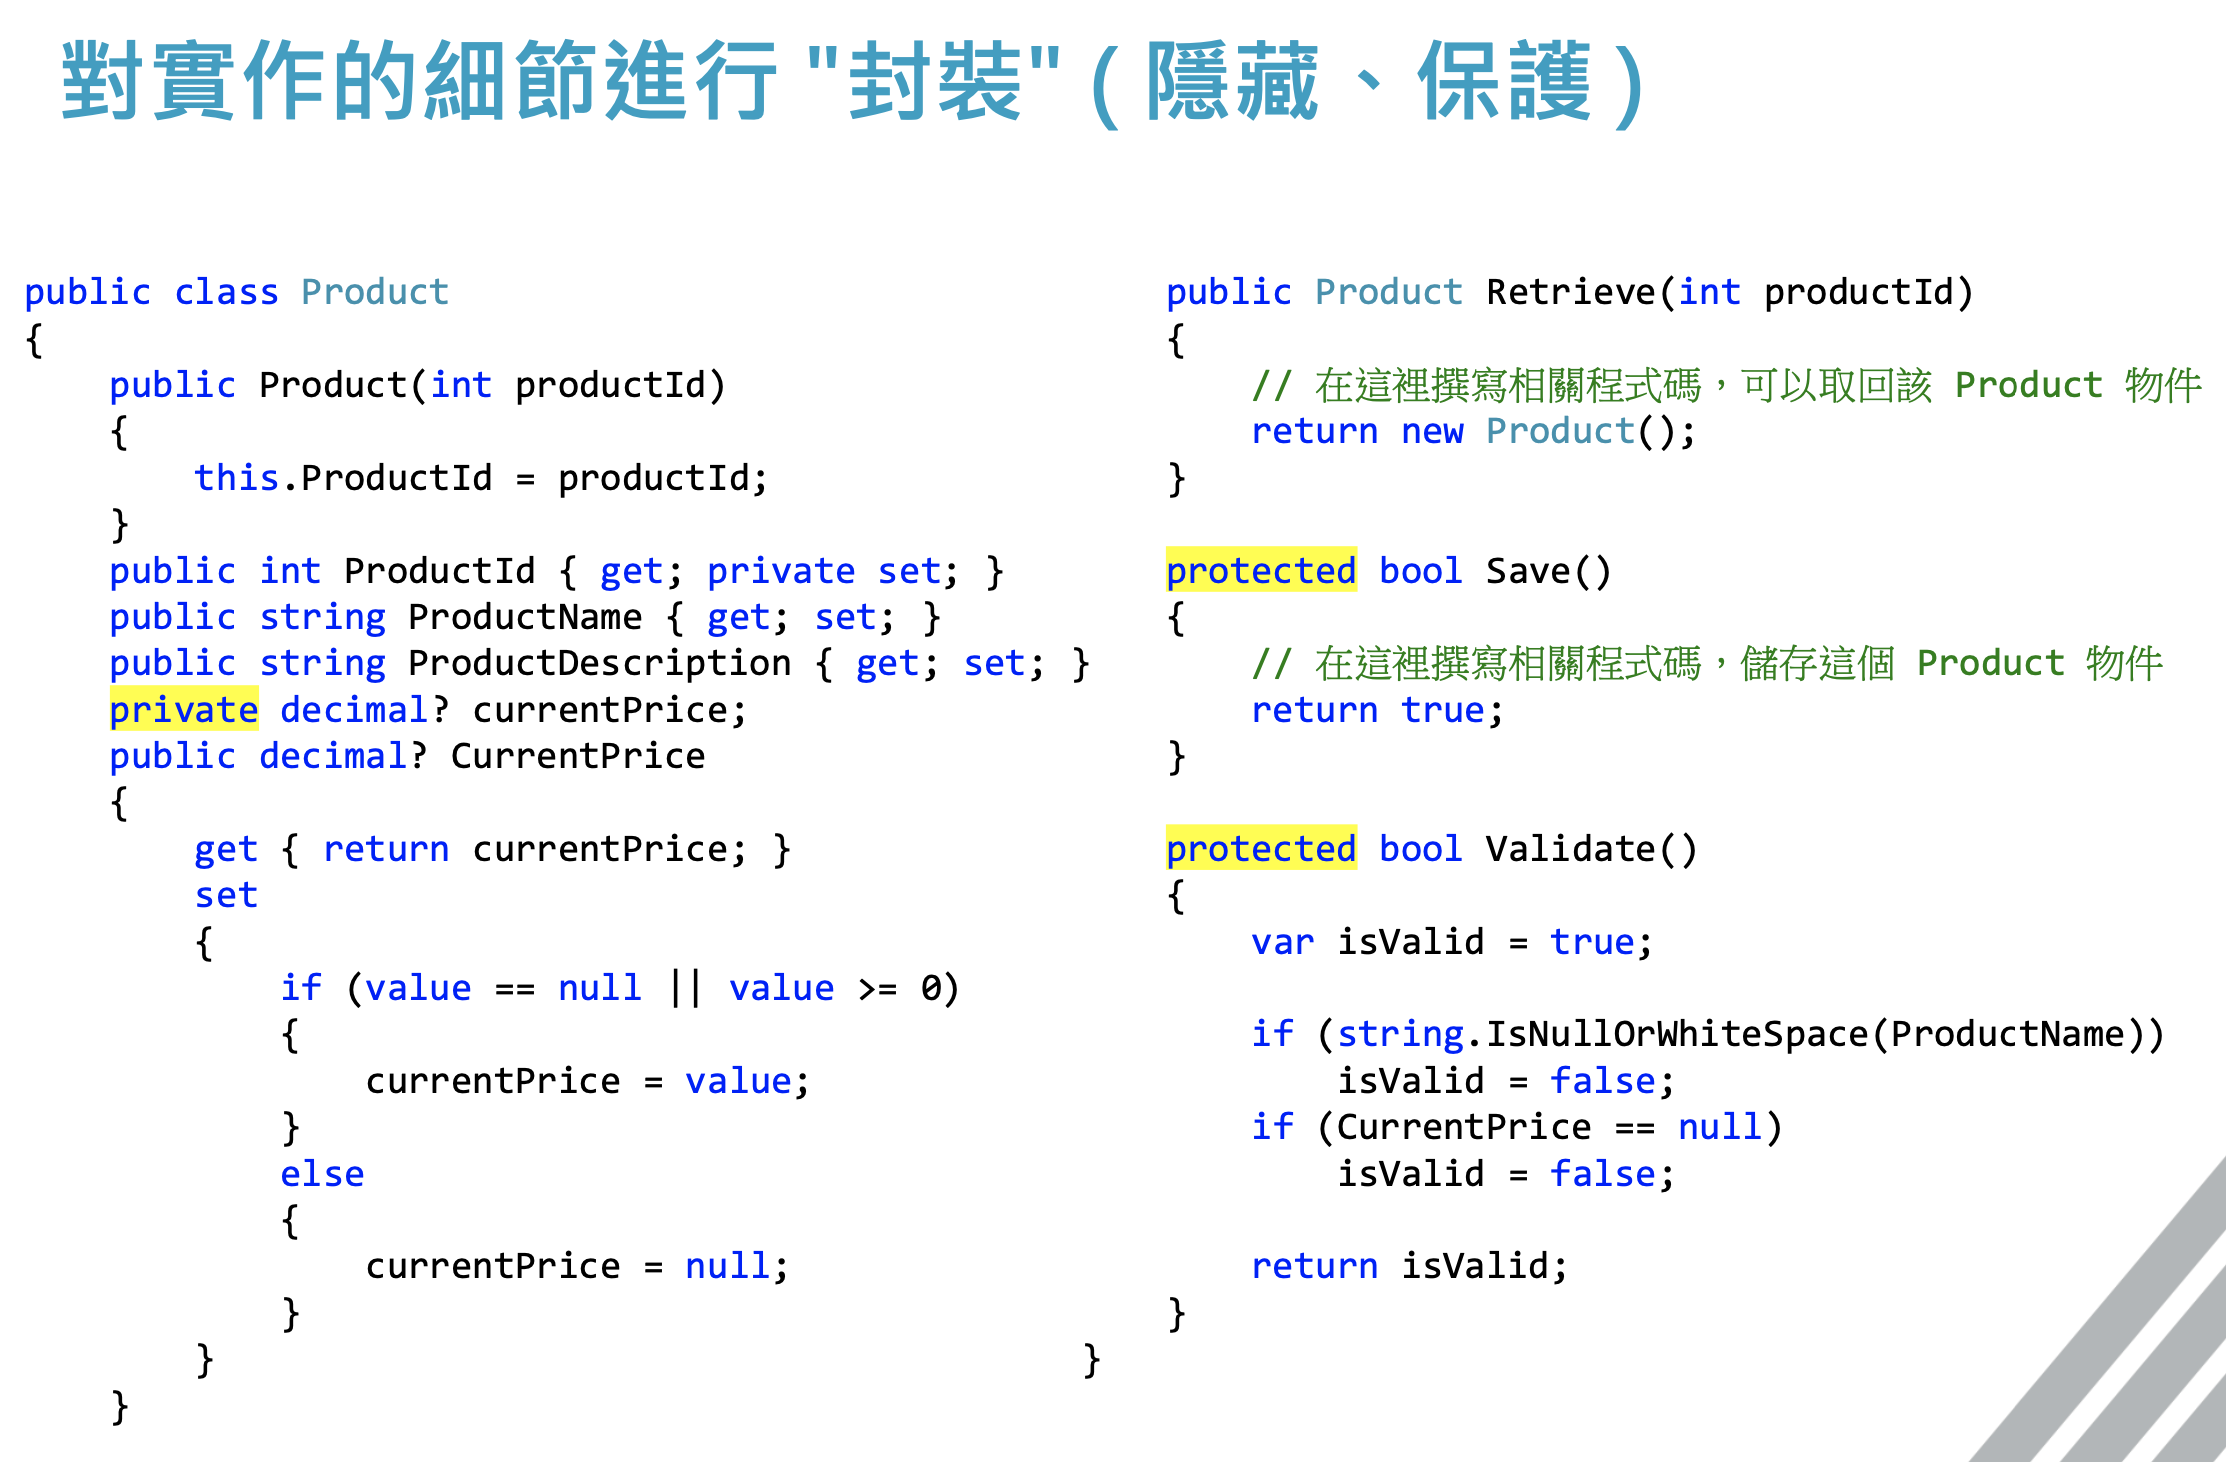 對實作的細節進行 "封裝" ( 隱藏、保護 )
public class Product
{
    public Product(int productId)
    {
        this.ProductId = productId;
    }
    public int ProductId { get; private set; }
    public string ProductName { get; set; }
    public string ProductDescription { get; set; }
    private decimal? currentPrice;
    public decimal? CurrentPrice
    {
        get { return currentPrice; }
        set
        {
            if (value == null || value >= 0)
            {
                currentPrice = value;
            }
            else
            {
                currentPrice = null;
            }
        }
    }
    public Product Retrieve(int productId)
    {
        // 在這裡撰寫相關程式碼，可以取回該 Product 物件
        return new Product();
    }
    protected bool Save()
    {
        // 在這裡撰寫相關程式碼，儲存這個 Product 物件
        return true;
    }
    protected bool Validate()
    {
        var isValid = true;
        if (string.IsNullOrWhiteSpace(ProductName))
            isValid = false;
        if (CurrentPrice == null)
            isValid = false;
        return isValid;
    }
}